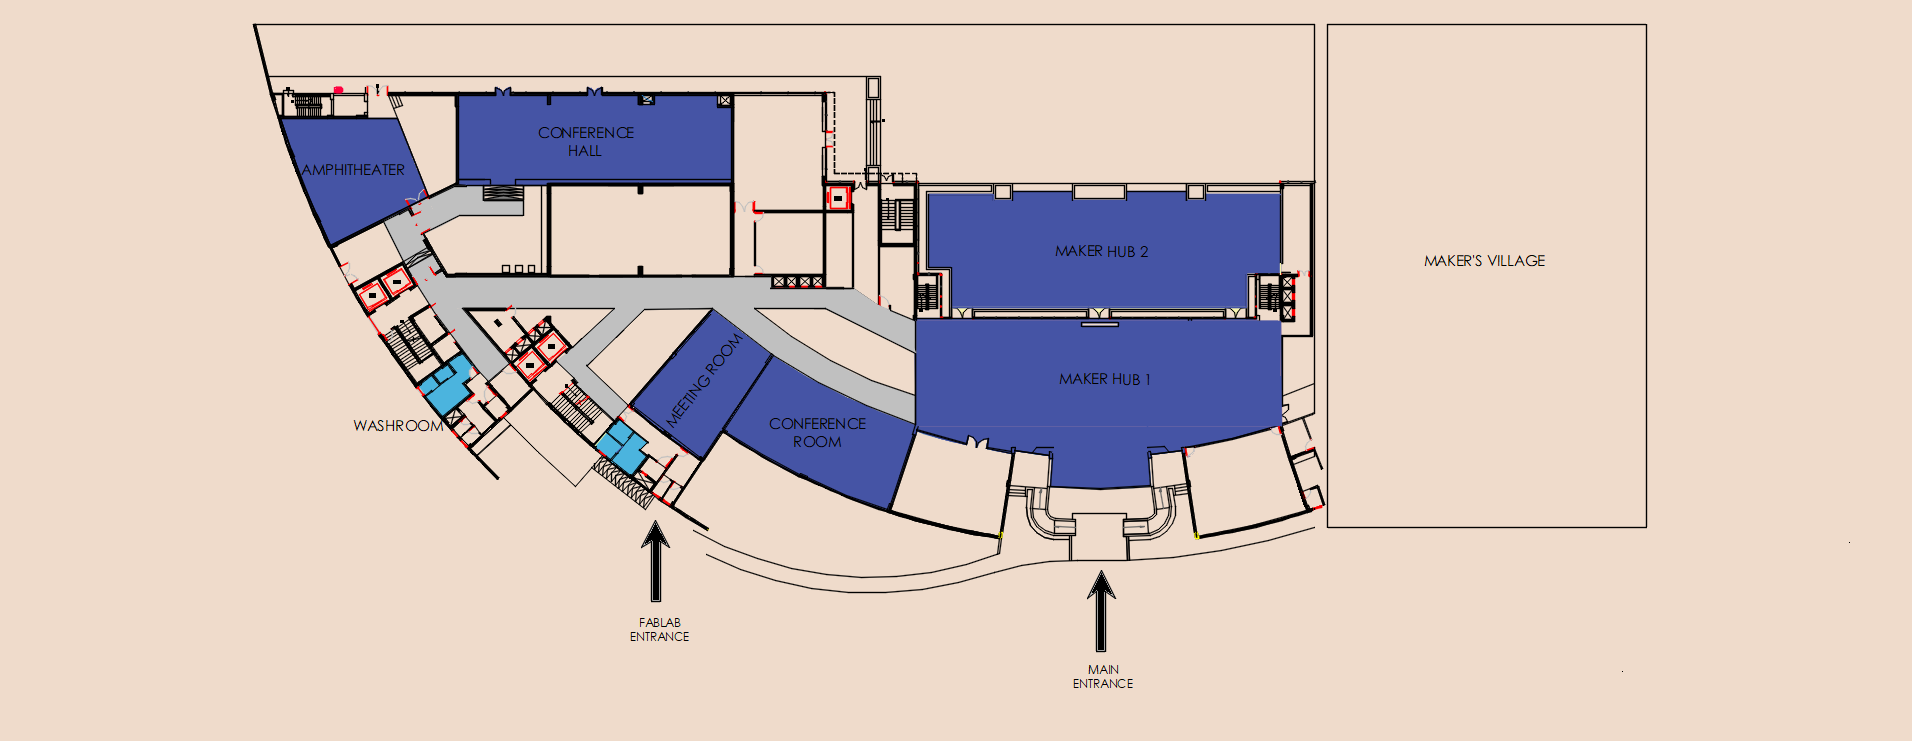 CONFERENCE
HALL
AMPHITHEATER
MAKER HUB 2
MAKER'S VILLAGE
MEETING ROOM
MAKER HUB 1
WASHROOM
CONFERENCE
ROOM
FABLAB
ENTRANCE
MAIN
ENTRANCE